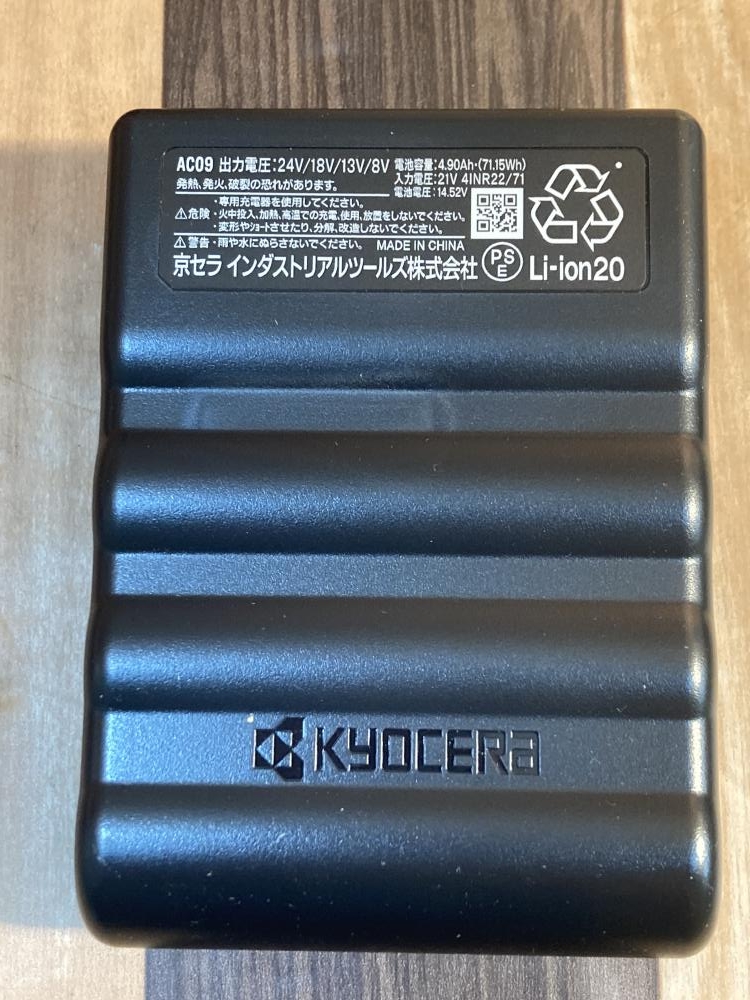 AC09 出力電圧:24V/18V/13V/8V 電池容量:4.90Ah・(71.15Wh)
発熱、発火、破裂の恐れがあります。 入力電圧:21V 4INR22/71
電池電圧:14.52V
・専用充電器を使用してください。
⚠危険・火中投入、加熱、高温での充電、使用、放置をしないでください。
・変形やショートさせたり、分解、改造しないでください。
⚠警告・雨や水にぬらさないでください。 MADE IN CHINA
京セラ インダストリアルツールズ株式会社 PSE Li-ion20
KYOCERA